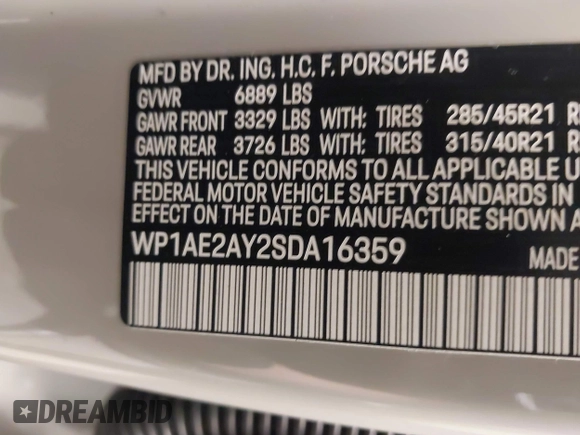 MFD BY DR. ING. H.C. F. PORSCHE AG
GVWR 6889 LBS
GAWR FRONT 3329 LBS WITH: TIRES 285/45R21 R
GAWR REAR 3726 LBS WITH: TIRES 315/40R21 R
THIS VEHICLE CONFORMS TO ALL APPLICABLE U
FEDERAL MOTOR VEHICLE SAFETY STANDARDS IN
EFFECT ON THE DATE OF MANUFACTURE SHOWN A
WP1AE2AY2SDA16359 MADE
DREAMBID